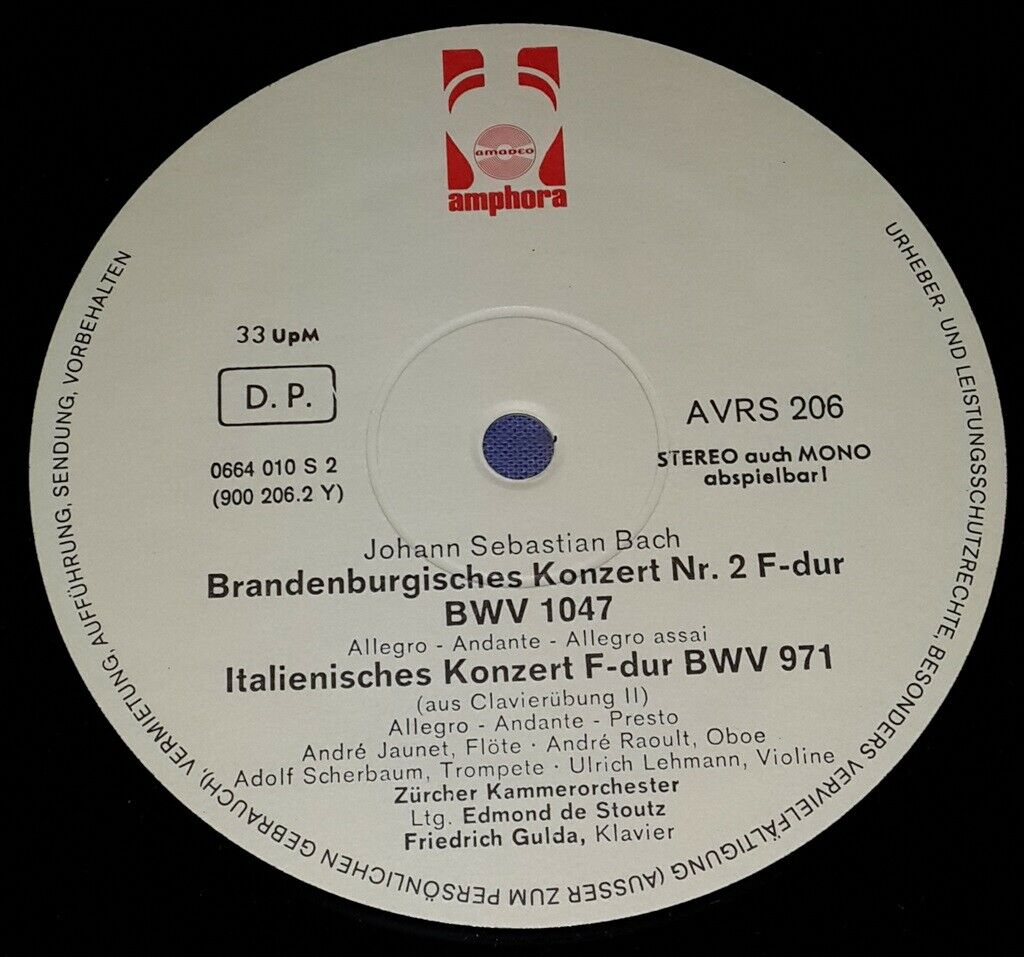 amadeo
amphora
33 UpM
D. P.
0664 010 S 2
(900 206.2 Y)
AVRS 206
STEREO auch MONO
abspielbar!
Johann Sebastian Bach
Brandenburgisches Konzert Nr. 2 F-dur
BWV 1047
Allegro - Andante - Allegro assai
Italienisches Konzert F-dur BWV 971
(aus Clavierübung II)
Allegro - Andante - Presto
André Jaunet, Flöte · André Raoult, Oboe
Adolf Scherbaum, Trompete · Ulrich Lehmann, Violine
Zürcher Kammerorchester
Ltg. Edmond de Stoutz
Friedrich Gulda, Klavier
URHEBER- UND LEISTUNGSSCHUTZRECHTE, BESONDERS VERVIELFÄLTIGUNG (AUSSER ZUM PERSÖNLICHEN GEBRAUCH), VERMIETUNG, AUFFÜHRUNG, SENDUNG, VORBEHALTEN